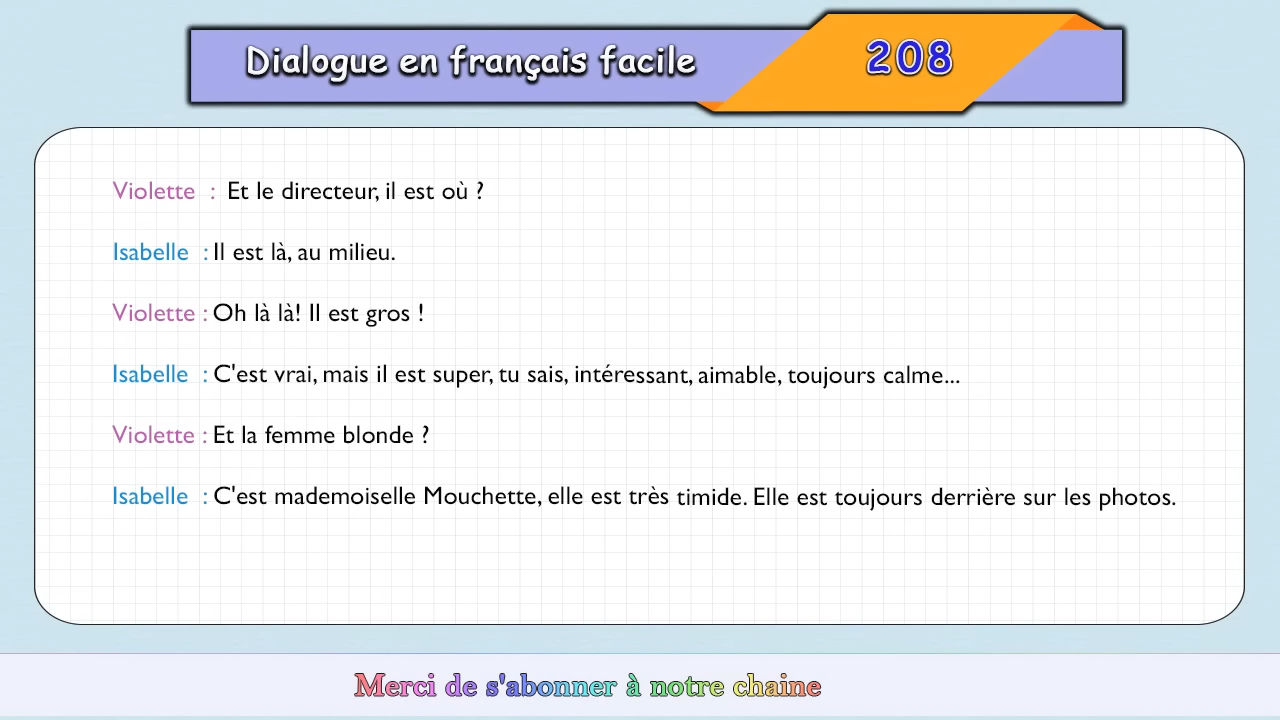 Dialogue en français facile
208
Violette : Et le directeur, il est où ?
Isabelle : Il est là, au milieu.
Violette : Oh là là! Il est gros !
Isabelle : C'est vrai, mais il est super, tu sais, intéressant, aimable, toujours calme...
Violette : Et la femme blonde ?
Isabelle : C'est mademoiselle Mouchette, elle est très timide. Elle est toujours derrière sur les photos.
Merci de s'abonner à notre chaine